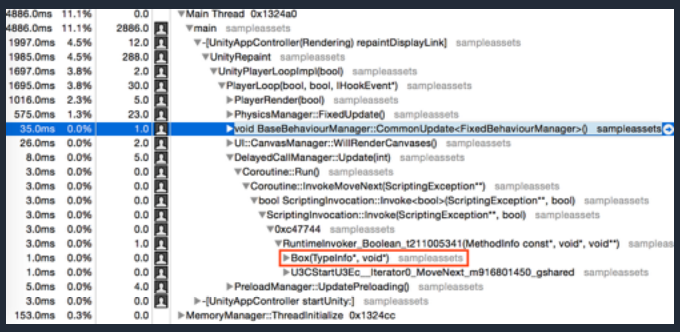 4886.0ms 11.1% 0.0 ▼Main Thread 0x1324a0
4886.0ms 11.1% 2886.0 ▼main sampleassets
1997.0ms 4.5% 12.0 ▼-[UnityAppController(Rendering) repaintDisplayLink] sampleassets
1985.0ms 4.5% 288.0 ▼UnityRepaint sampleassets
1697.0ms 3.8% 2.0 ▼UnityPlayerLoopImpl(bool) sampleassets
1695.0ms 3.8% 30.0 ▼PlayerLoop(bool, bool, IHookEvent*) sampleassets
1016.0ms 2.3% 5.0 ▶PlayerRender(bool) sampleassets
575.0ms 1.3% 23.0 ▶PhysicsManager::FixedUpdate() sampleassets
35.0ms 0.0% 1.0 ▶void BaseBehaviourManager::CommonUpdate<FixedBehaviourManager>() sampleassets
26.0ms 0.0% 2.0 ▶UI::CanvasManager::WillRenderCanvases() sampleassets
8.0ms 0.0% 5.0 ▼DelayedCallManager::Update(int) sampleassets
3.0ms 0.0% 0.0 ▼Coroutine::Run() sampleassets
3.0ms 0.0% 0.0 ▼Coroutine::InvokeMoveNext(ScriptingException**) sampleassets
3.0ms 0.0% 0.0 ▼bool ScriptingInvocation::Invoke<bool>(ScriptingException**, bool) sampleassets
3.0ms 0.0% 0.0 ▼ScriptingInvocation::Invoke(ScriptingException**, bool) sampleassets
3.0ms 0.0% 0.0 ▼0xc47744
3.0ms 0.0% 1.0 ▼RuntimeInvoker_Boolean_t211005341(MethodInfo const*, void*, void**) sampleassets
1.0ms 0.0% 0.0 ▶Box(TypeInfo*, void*) sampleassets
1.0ms 0.0% 0.0 ▶U3CStartU3Ec__Iterator0_MoveNext_m916801450_gshared sampleassets
5.0ms 0.0% 4.0 ▶PreloadManager::UpdatePreloading() sampleassets
3.0ms 0.0% 0.0 ▶-[UnityAppController startUnity:] sampleassets
153.0ms 0.3% 0.0 ▶MemoryManager::ThreadInitialize 0x1324cc